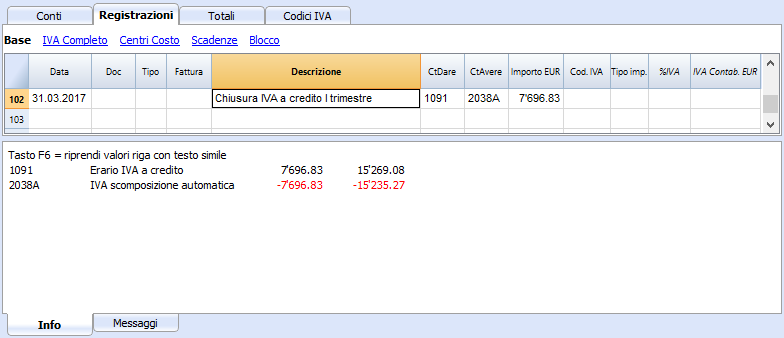 Conti Registrazioni Totali Codici IVA
Base IVA Completo Centri Costo Scadenze Blocco
Data Doc Tipo Fattura Descrizione CtDare CtAvere Importo EUR Cod. IVA Tipo imp. %IVA IVA Contab. EUR
102 31.03.2017 Chiusura IVA a credito I trimestre 1091 2038A 7'696.83
103
Tasto F6 = riprendi valori riga con testo simile
1091 Erario IVA a credito 7'696.83 15'269.08
2038A IVA scomposizione automatica -7'696.83 -15'235.27
Info Messaggi